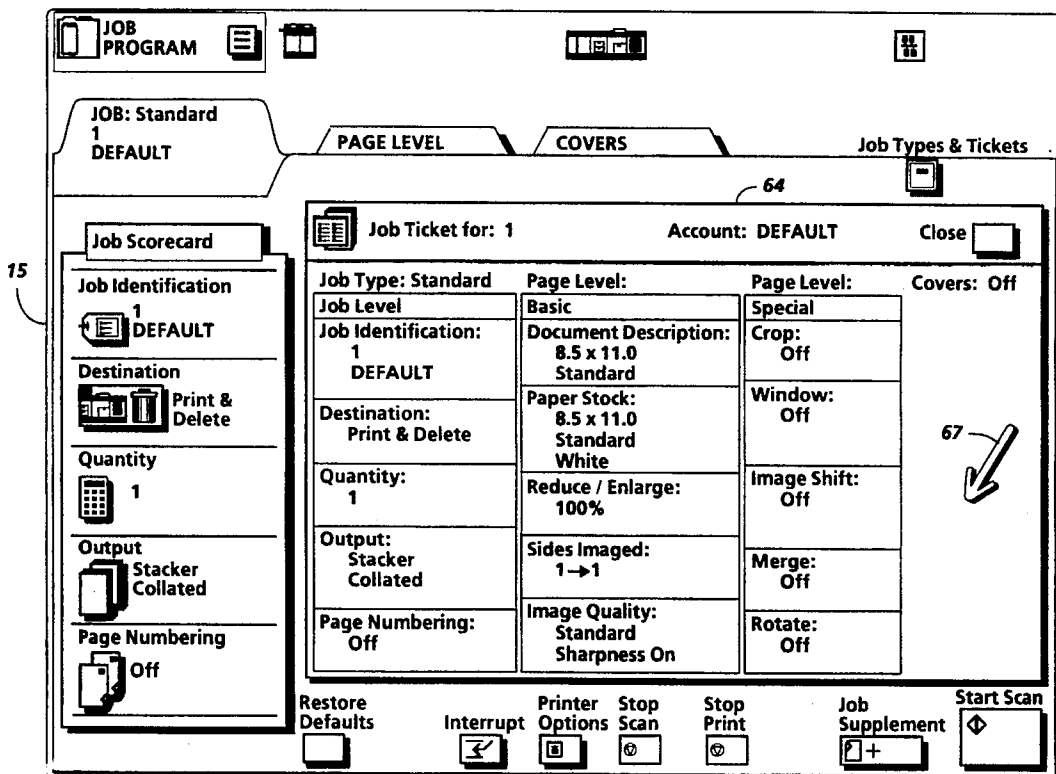 JOB
PROGRAM
JOB: Standard
1
DEFAULT
PAGE LEVEL
COVERS
Job Types & Tickets
64
15
Job Scorecard
Job Identification
1
DEFAULT
Destination
Print &
Delete
Quantity
1
Output
Stacker
Collated
Page Numbering
Off
Job Ticket for: 1
Account: DEFAULT
Close
Job Type: Standard
Job Level
Job Identification:
1
DEFAULT
Destination:
Print & Delete
Quantity:
1
Output:
Stacker
Collated
Page Numbering:
Off
Page Level:
Basic
Document Description:
8.5 x 11.0
Standard
Paper Stock:
8.5 x 11.0
Standard
White
Reduce / Enlarge:
100%
Sides Imaged:
1→1
Image Quality:
Standard
Sharpness On
Page Level:
Special
Crop:
Off
Window:
Off
Image Shift:
Off
Merge:
Off
Rotate:
Off
Covers: Off
67
Restore
Defaults
Interrupt
Printer
Options
Stop
Scan
Stop
Print
Job
Supplement
+
Start Scan